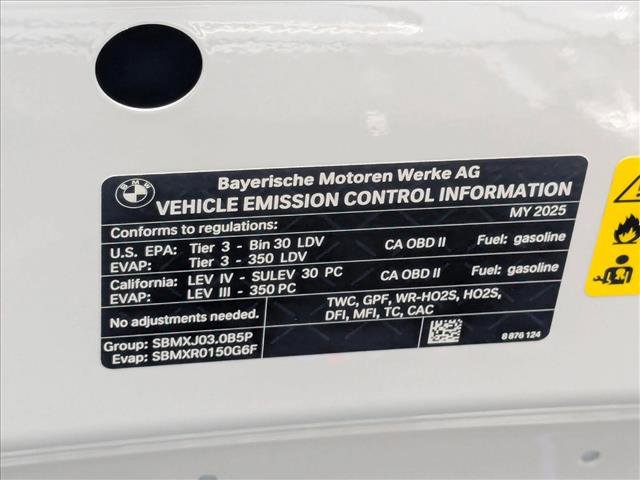 BMW
Bayerische Motoren Werke AG
VEHICLE EMISSION CONTROL INFORMATION
MY 2025
Conforms to regulations:
U.S. EPA: Tier 3 - Bin 30 LDV CA OBD II Fuel: gasoline
EVAP: Tier 3 - 350 LDV
California: LEV IV - SULEV 30 PC CA OBD II Fuel: gasoline
EVAP: LEV III - 350 PC
No adjustments needed.
TWC, GPF, WR-HO2S, HO2S,
DFI, MFI, TC, CAC
Group: SBMXJ03.0B5P
Evap: SBMXR0150G6F
8 876 124